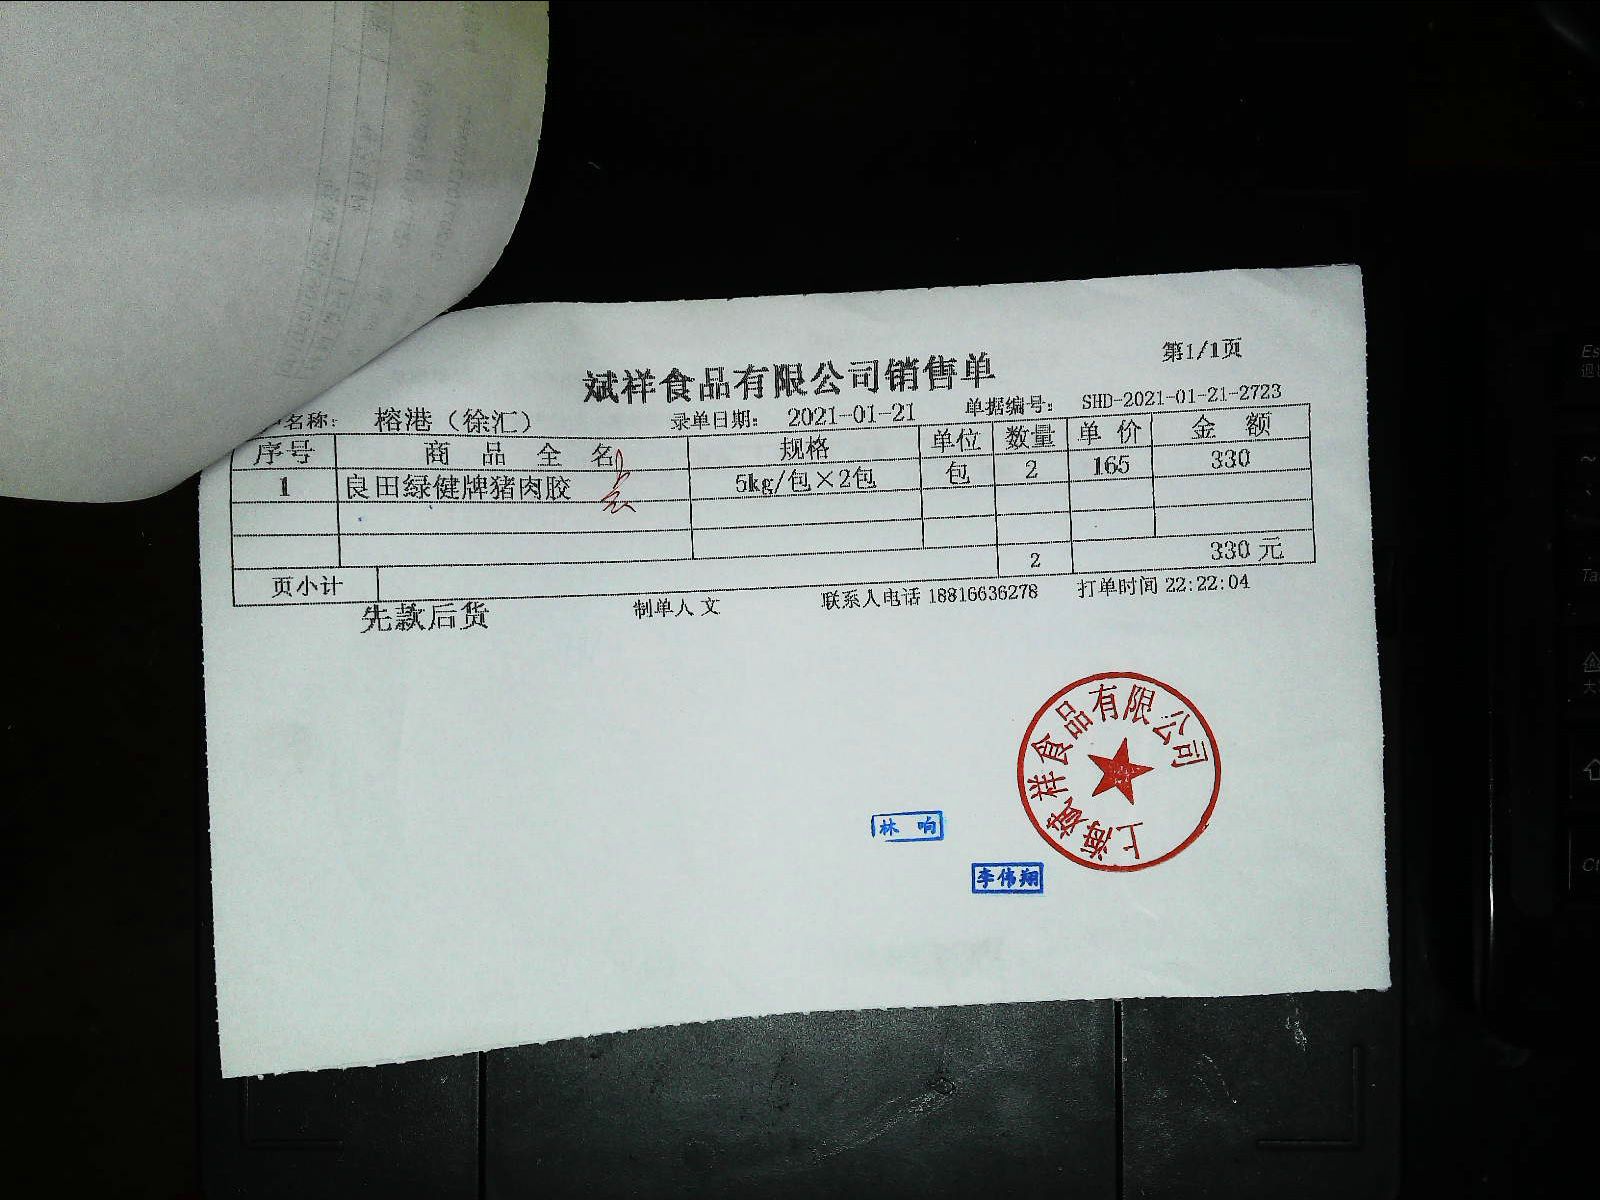 第1/1页
斌祥食品有限公司销售单
名称： 榕港（徐汇） 录单日期： 2021-01-21 单据编号： SHD-2021-01-21-2723
序号 商品全名 规格 单位 数量 单价 金额
1 良田绿健牌猪肉胶 5kg/包×2包 包 2 165 330
页小计 2 330元
先款后货 制单人 文 联系人电话 18816636278 打单时间 22:22:04
上海斌祥食品有限公司
林 响
李伟翔